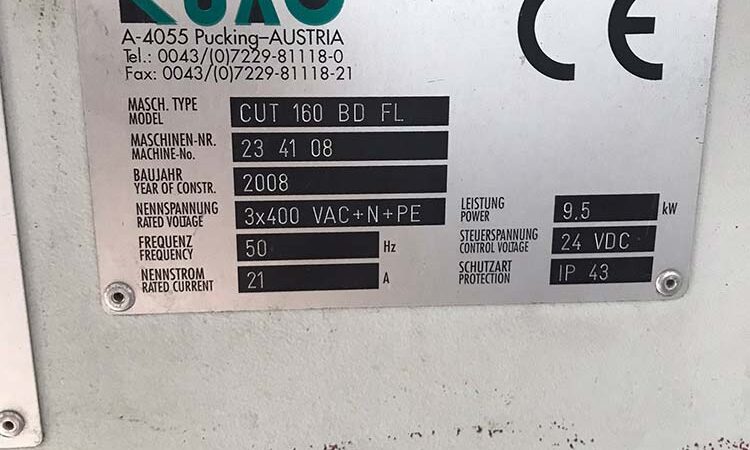 A-4055 Pucking–AUSTRIA
Tel.: 0043/(0)7229-81118-0
Fax: 0043/(0)7229-81118-21
CE
MASCH. TYPE
MODEL
CUT 160 BD FL
MASCHINEN-NR.
MACHINE-No.
23 41 08
BAUJAHR
YEAR OF CONSTR.
2008
NENNSPANNUNG
RATED VOLTAGE
3x400 VAC+N+PE
LEISTUNG
POWER
9.5 kW
FREQUENZ
FREQUENCY
50 Hz
STEUERSPANNUNG
CONTROL VOLTAGE
24 VDC
NENNSTROM
RATED CURRENT
21 A
SCHUTZART
PROTECTION
IP 43